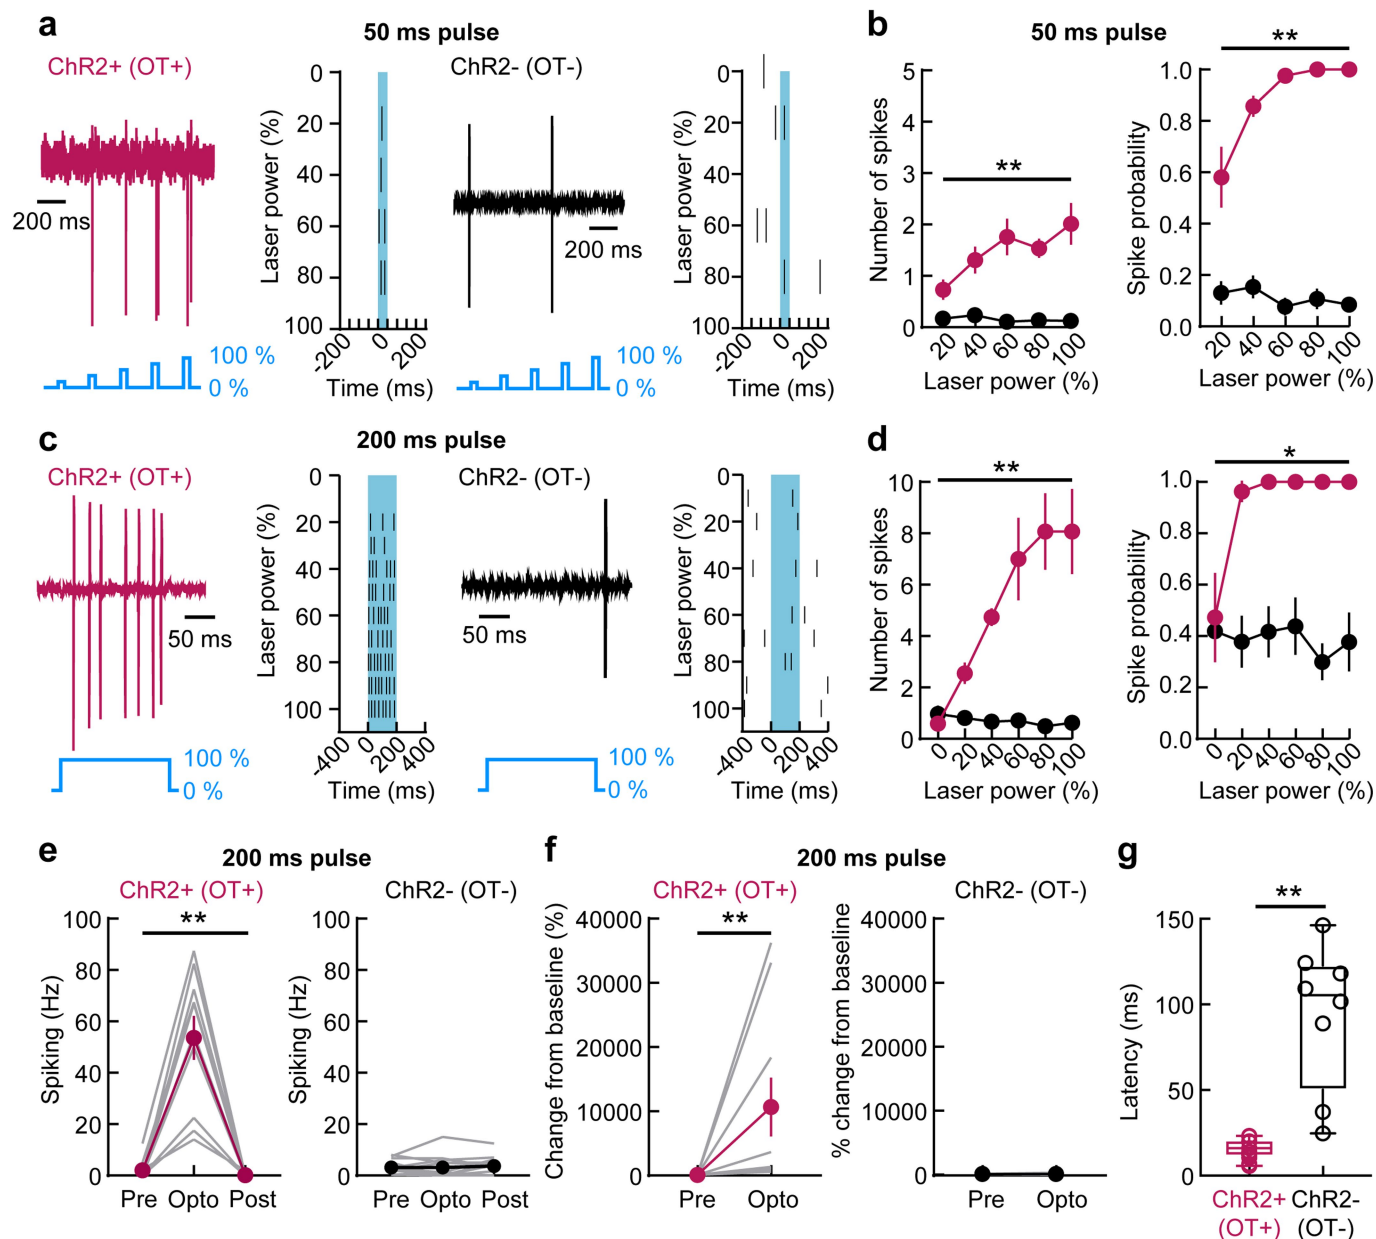 a
50 ms pulse
ChR2+ (OT+)
200 ms
100 %
0 %
Laser power (%)
0
20
40
60
80
100
-200
0
200
Time (ms)
ChR2- (OT-)
200 ms
100 %
0 %
Laser power (%)
0
20
40
60
80
100
-200
0
200
Time (ms)
b
50 ms pulse
Number of spikes
5
4
3
2
1
0
**
20
40
60
80
100
Laser power (%)
Spike probability
1.0
0.8
0.6
0.4
0.2
0.0
**
20
40
60
80
100
Laser power (%)
c
200 ms pulse
ChR2+ (OT+)
50 ms
100 %
0 %
Laser power (%)
0
20
40
60
80
100
-400
0
200
400
Time (ms)
ChR2- (OT-)
50 ms
100 %
0 %
Laser power (%)
0
20
40
60
80
100
-400
0
200
400
Time (ms)
d
Number of spikes
10
8
6
4
2
0
**
0
20
40
60
80
100
Laser power (%)
Spike probability
1.0
0.8
0.6
0.4
0.2
0.0
*
0
20
40
60
80
100
Laser power (%)
e
200 ms pulse
ChR2+ (OT+)
Spiking (Hz)
100
80
60
40
20
0
**
Pre
Opto
Post
ChR2- (OT-)
Spiking (Hz)
100
80
60
40
20
0
Pre
Opto
Post
f
200 ms pulse
ChR2+ (OT+)
Change from baseline (%)
40000
30000
20000
10000
0
**
Pre
Opto
ChR2- (OT-)
% change from baseline
40000
30000
20000
10000
0
Pre
Opto
g
Latency (ms)
150
100
50
0
**
ChR2+
(OT+)
ChR2-
(OT-)